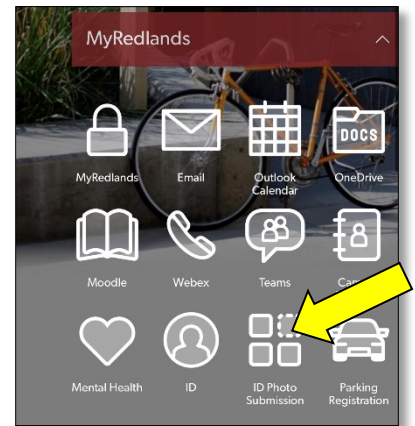 MyRedlands
DOCS
MyRedlands
Email
Outlook
Calendar
OneDrive
Moodle
Webex
Teams
Mental Health
ID
ID Photo
Submission
Parking
Registration